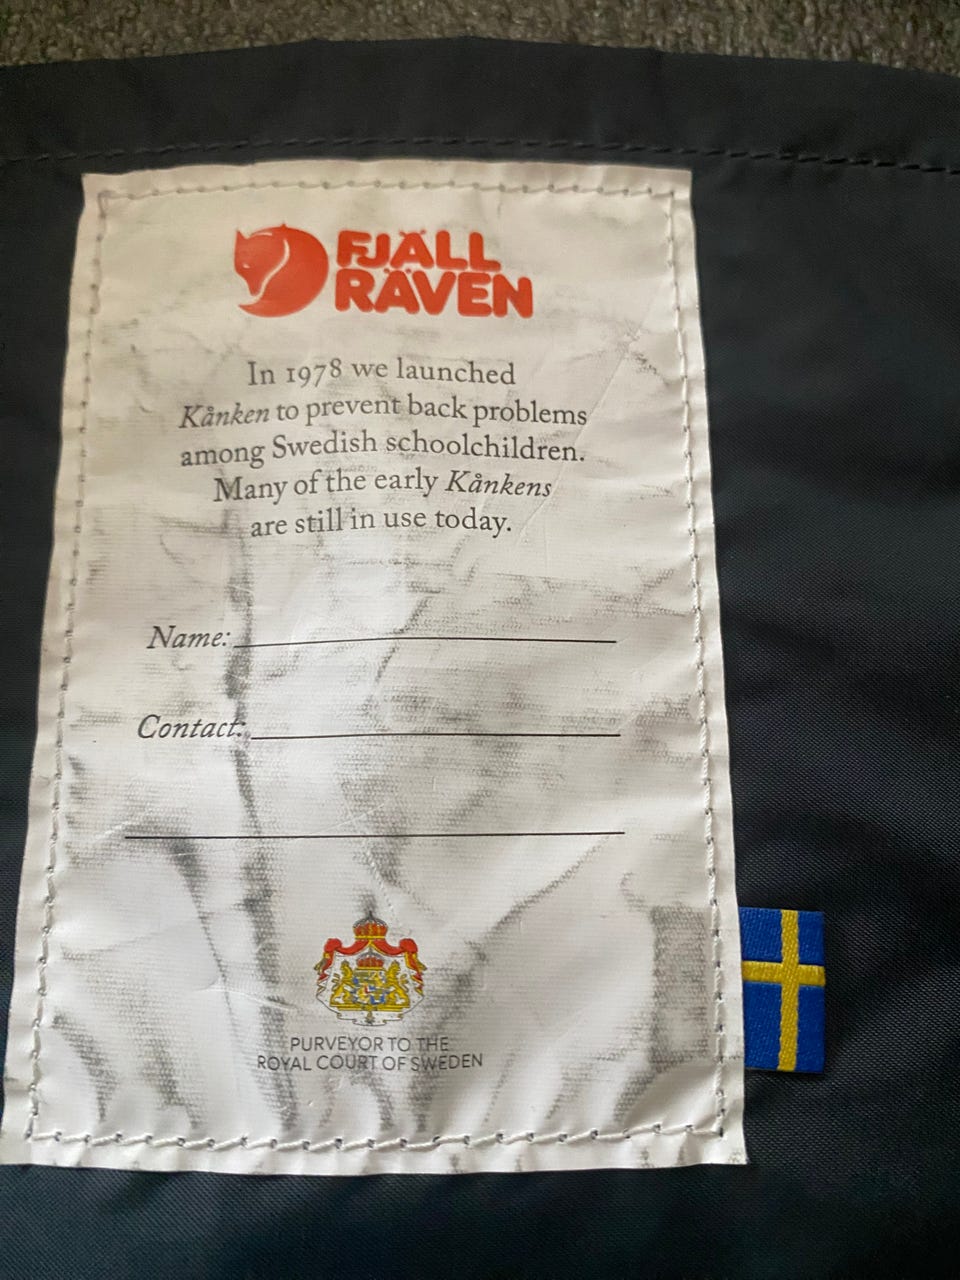 FJÄLL
RÄVEN
In 1978 we launched
Kånken to prevent back problems
among Swedish schoolchildren.
Many of the early Kånkens
are still in use today.
Name:
Contact:
PURVEYOR TO THE
ROYAL COURT OF SWEDEN